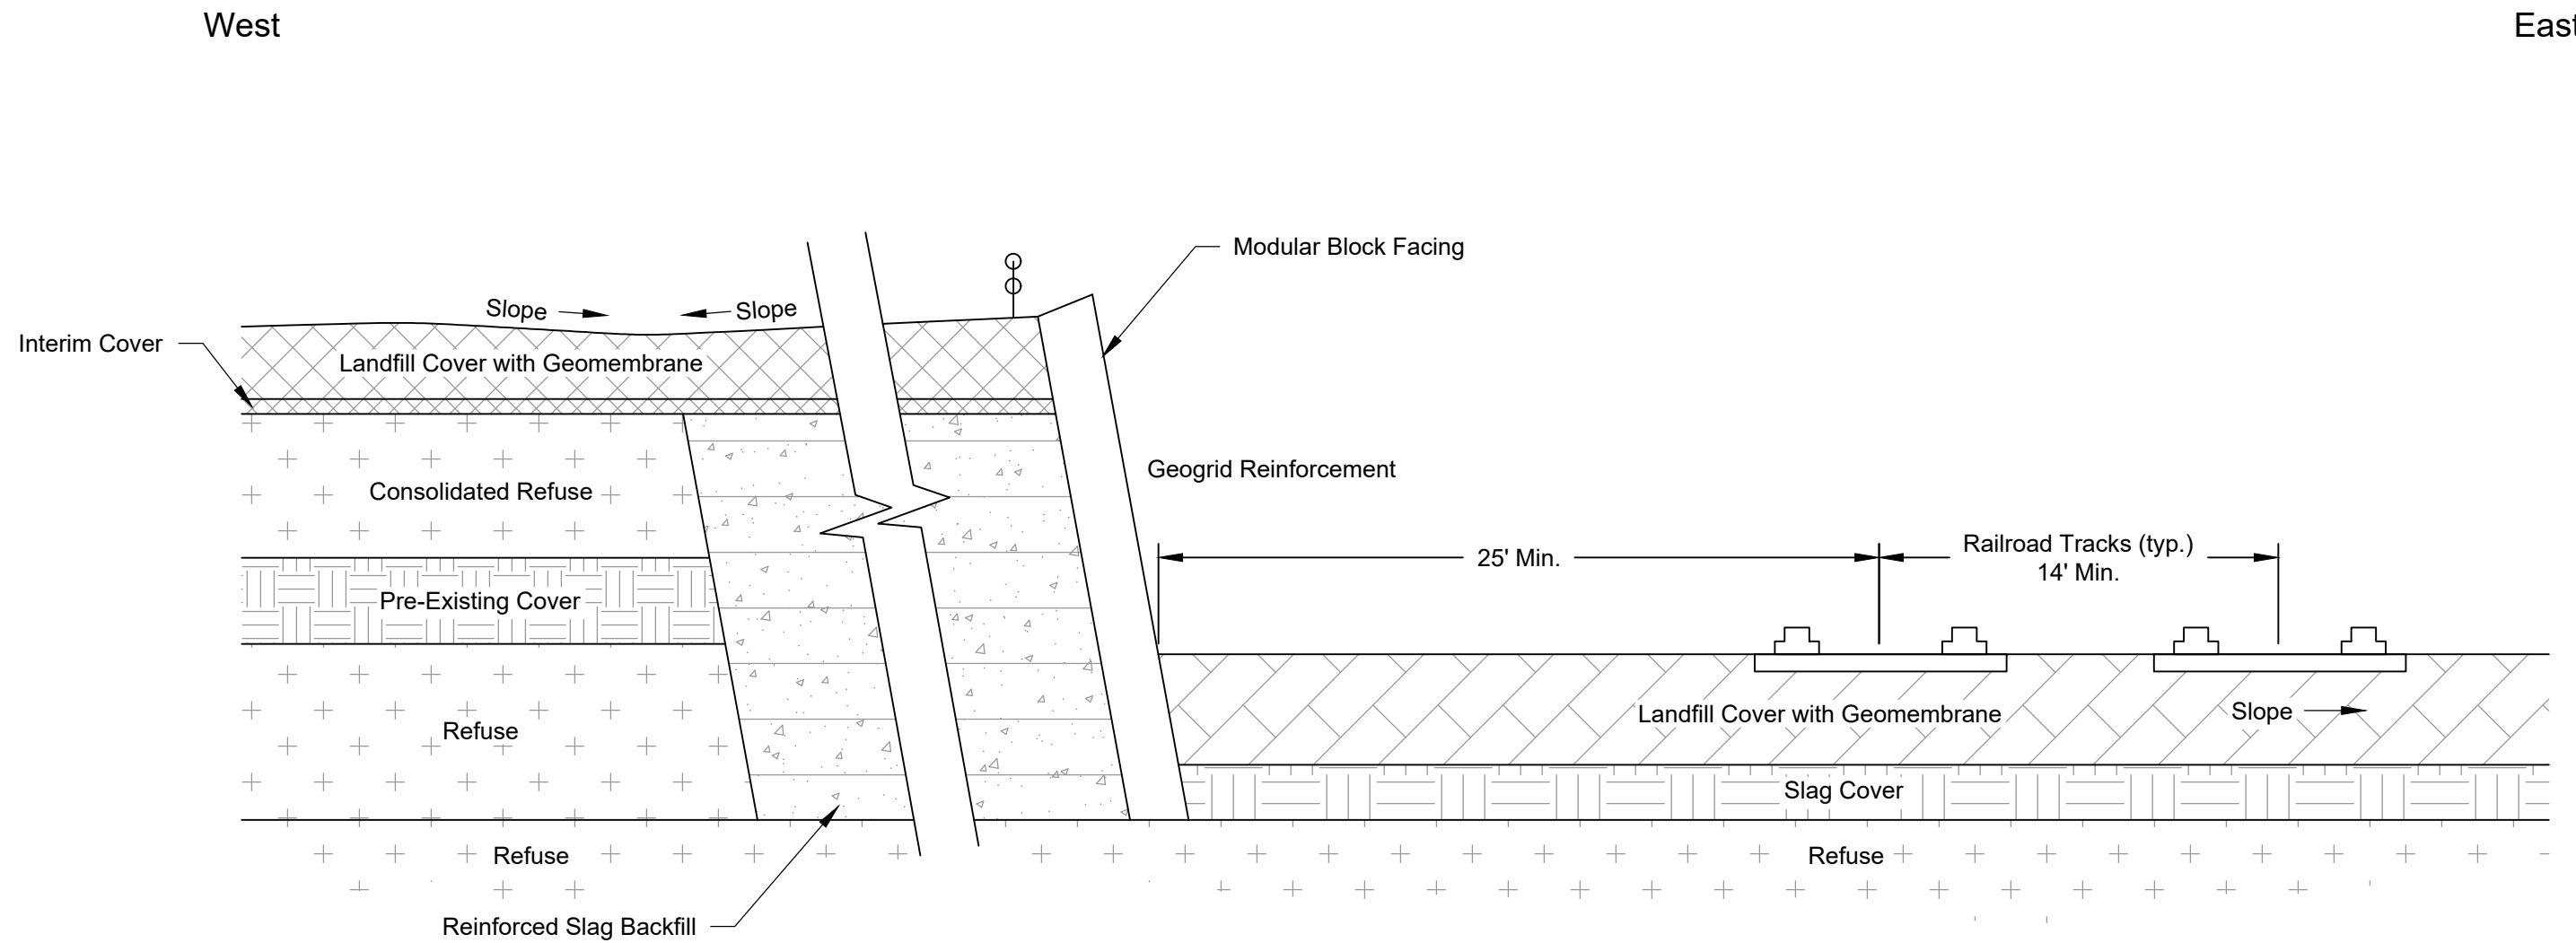 West
East
Modular Block Facing
Slope
Slope
Interim Cover
Landfill Cover with Geomembrane
Geogrid Reinforcement
Consolidated Refuse
Railroad Tracks (typ.)
25' Min.
14' Min.
Pre-Existing Cover
Landfill Cover with Geomembrane
Slope
Refuse
Slag Cover
Refuse
Refuse
Reinforced Slag Backfill